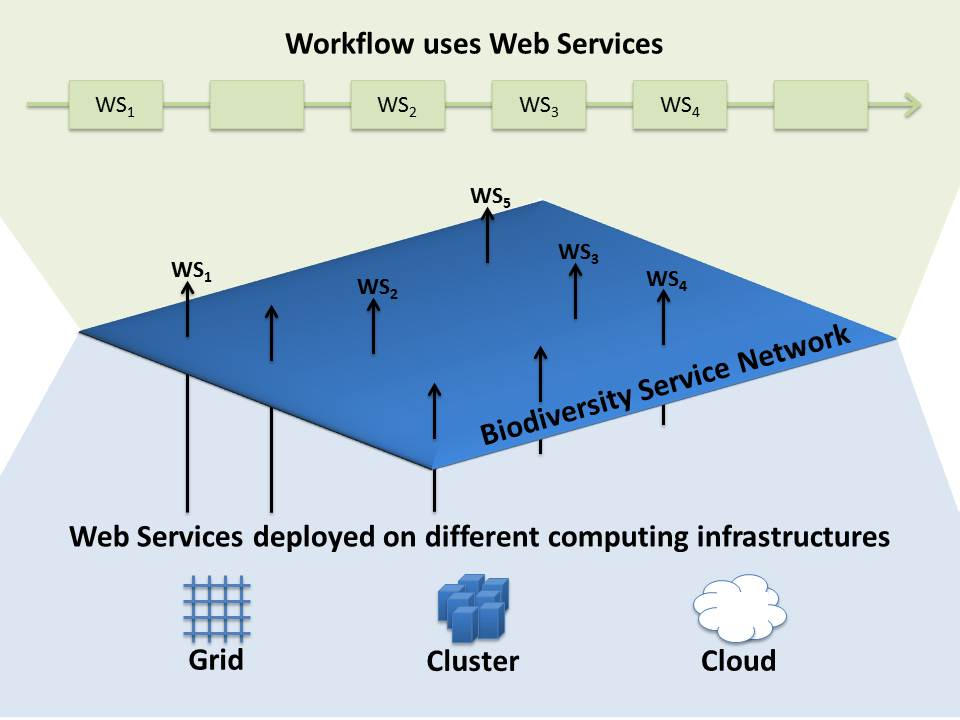 Workflow uses Web Services
WS₁ WS₂ WS₃ WS₄
WS₅
WS₃
WS₁
WS₂
WS₄
Biodiversity Service Network
Web Services deployed on different computing infrastructures
Grid Cluster Cloud